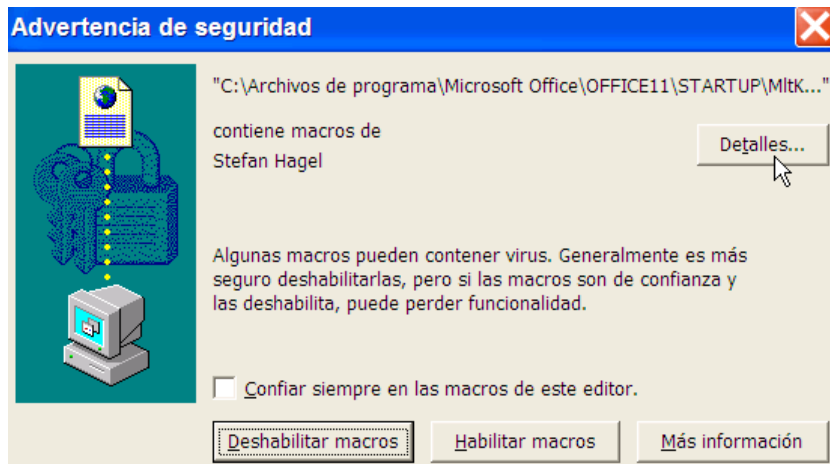 Advertencia de seguridad
"C:\Archivos de programa\Microsoft Office\OFFICE11\STARTUP\MltK..."
contiene macros de
Stefan Hagel
Detalles...
Algunas macros pueden contener virus. Generalmente es más
seguro deshabilitarlas, pero si las macros son de confianza y
las deshabilita, puede perder funcionalidad.
Confiar siempre en las macros de este editor.
Deshabilitar macros Habilitar macros Más información